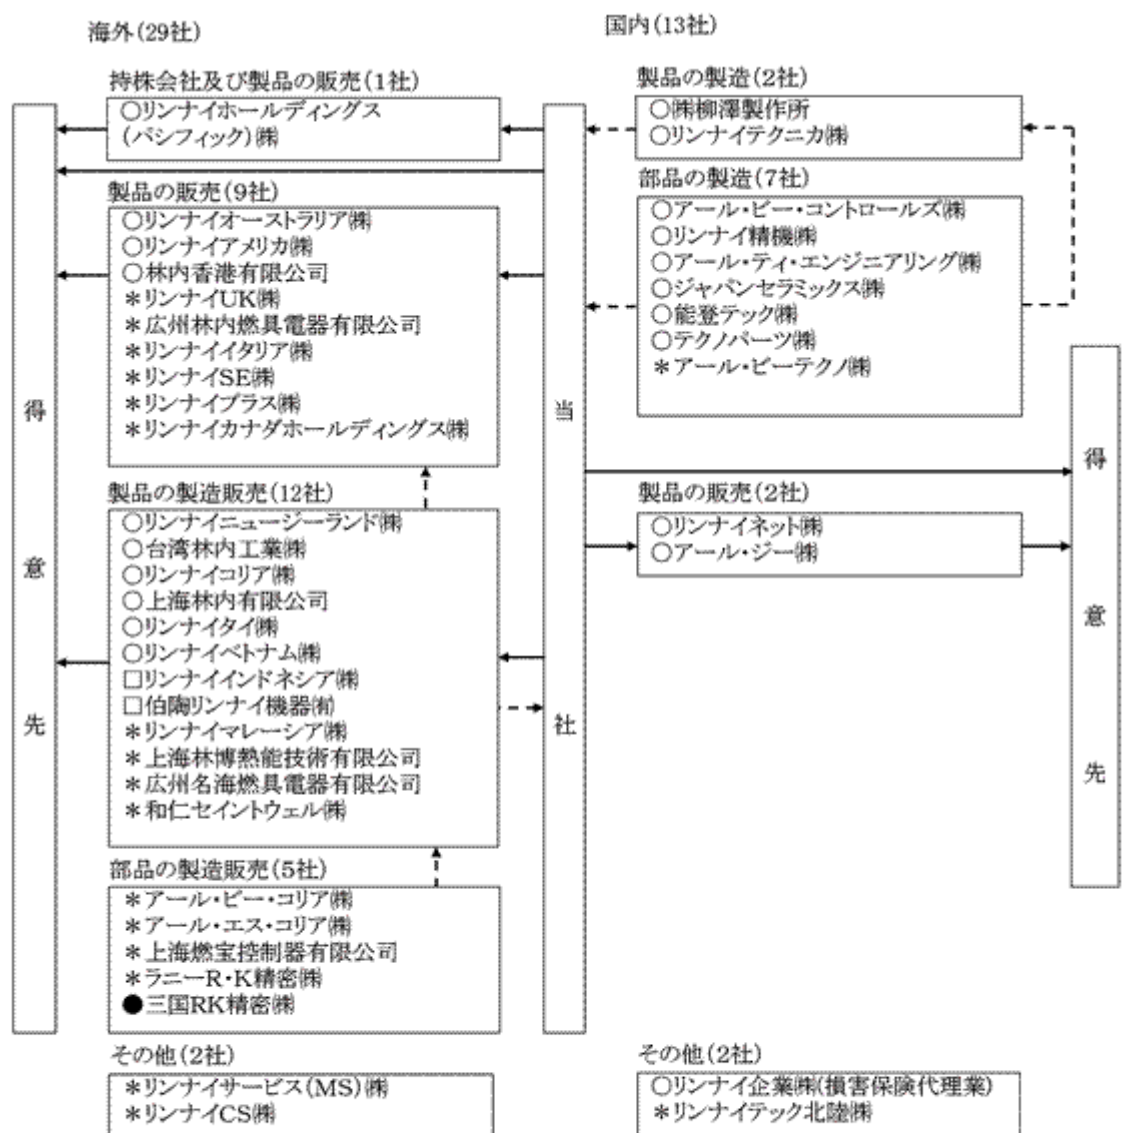 海外(29社)
持株会社及び製品の販売(1社)
○リンナイホールディングス
(パシフィック)㈱
製品の販売(9社)
○リンナイオーストラリア㈱
○リンナイアメリカ㈱
○林内香港有限公司
*リンナイUK㈱
*広州林内燃具電器有限公司
*リンナイイタリア㈱
*リンナイSE㈱
*リンナイプラス㈱
*リンナイカナダホールディングス㈱
製品の製造販売(12社)
○リンナイニュージーランド㈱
○台湾林内工業㈱
○リンナイコリア㈱
○上海林内有限公司
○リンナイタイ㈱
○リンナイベトナム㈱
□リンナイインドネシア㈱
□伯陶リンナイ機器㈲
*リンナイマレーシア㈱
*上海林博熱能技術有限公司
*広州名海燃具電器有限公司
*和仁セイントウェル㈱
部品の製造販売(5社)
*アール・ビー・コリア㈱
*アール・エス・コリア㈱
*上海燃宝控制器有限公司
*ラニーR・K精密㈱
●三国RK精密㈱
その他(2社)
*リンナイサービス(MS)㈱
*リンナイCS㈱
得意先
当社
国内(13社)
製品の製造(2社)
○㈱柳澤製作所
○リンナイテクニカ㈱
部品の製造(7社)
○アール・ビー・コントロールズ㈱
○リンナイ精機㈱
○アール・ティ・エンジニアリング㈱
○ジャパンセラミックス㈱
○能登テック㈱
○テクノパーツ㈱
*アール・ビーテクノ㈱
製品の販売(2社)
○リンナイネット㈱
○アール・ジー㈱
その他(2社)
○リンナイ企業㈱(損害保険代理業)
*リンナイテック北陸㈱
得意先